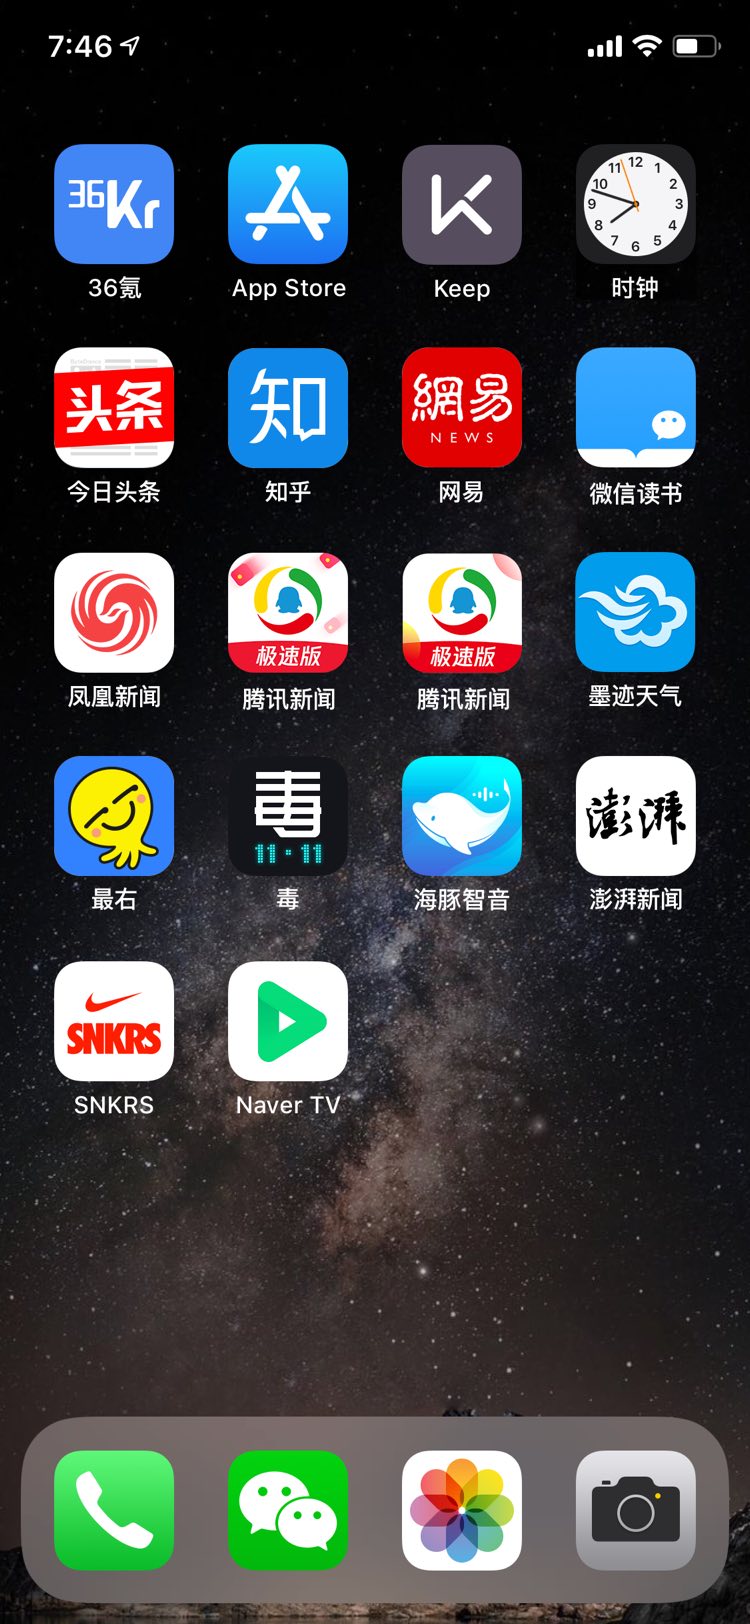 7:46
36Kr
36氪
App Store
Keep
12
11
1
10
2
9
3
8
4
7
5
6
时钟
头条
今日头条
知
知乎
網易
NEWS
网易
微信读书
凤凰新闻
极速版
腾讯新闻
极速版
腾讯新闻
墨迹天气
最右
毒
11·11
毒
海豚智音
澎湃
澎湃新闻
SNKRS
SNKRS
Naver TV